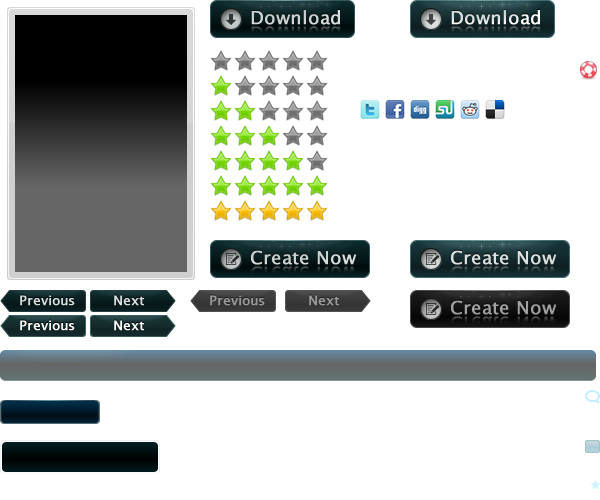 Download
Download
digg
Create Now
Create Now
Previous
Next
Previous
Next
Create Now
Previous
Next